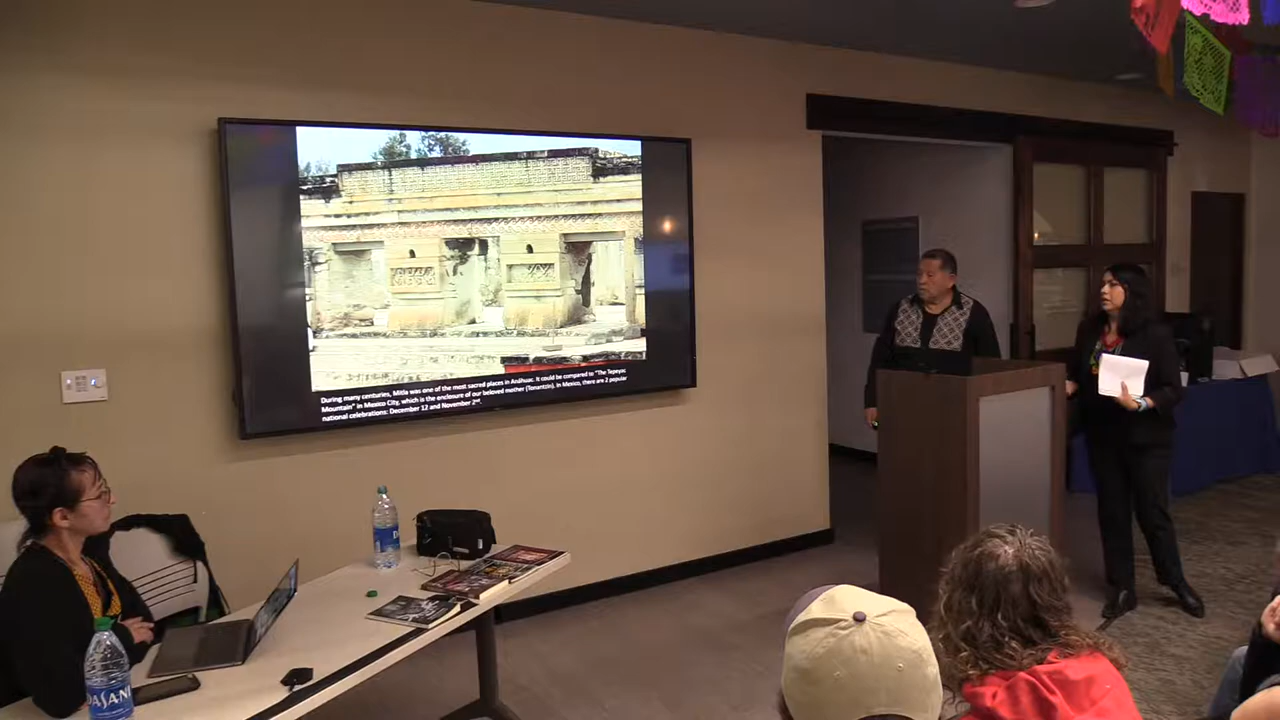 During many centuries, Mitla was one of the most sacred places in Anáhuac. It could be compared to "The Tepeyac
Mountain" in Mexico City, which is the enclosure of our beloved mother (Tonantzin). In Mexico, there are 2 popular
national celebrations: December 12 and November 2nd.
DASANI